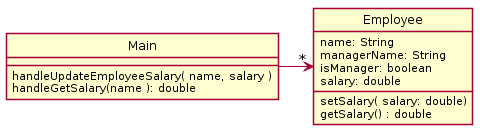 Main
handleUpdateEmployeeSalary( name, salary )
handleGetSalary(name ): double
*
Employee
name: String
managerName: String
isManager: boolean
salary: double
setSalary( salary: double)
getSalary() : double